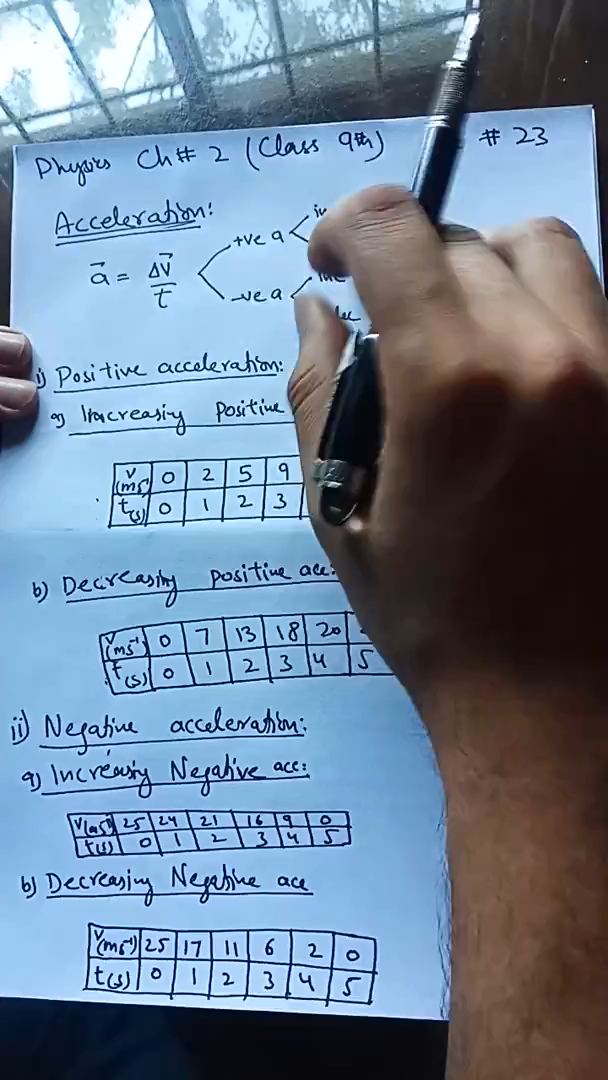 Physics Ch# 2 (Class 9th) # 23
Acceleration:
a = Δv/t
+ve a
-ve a
inc
dec
i) Positive acceleration:
a) Increasing positive
v (ms⁻¹) 0 2 5 9
t(s) 0 1 2 3
b) Decreasing positive acc:
v (ms⁻¹) 0 7 13 18 20
t(s) 0 1 2 3 4 5
ii) Negative acceleration:
a) Increasing Negative acc:
v(ms⁻¹) 25 24 21 16 9 0
t(s) 0 1 2 3 4 5
b) Decreasing Negative acc
v(ms⁻¹) 25 17 11 6 2 0
t(s) 0 1 2 3 4 5